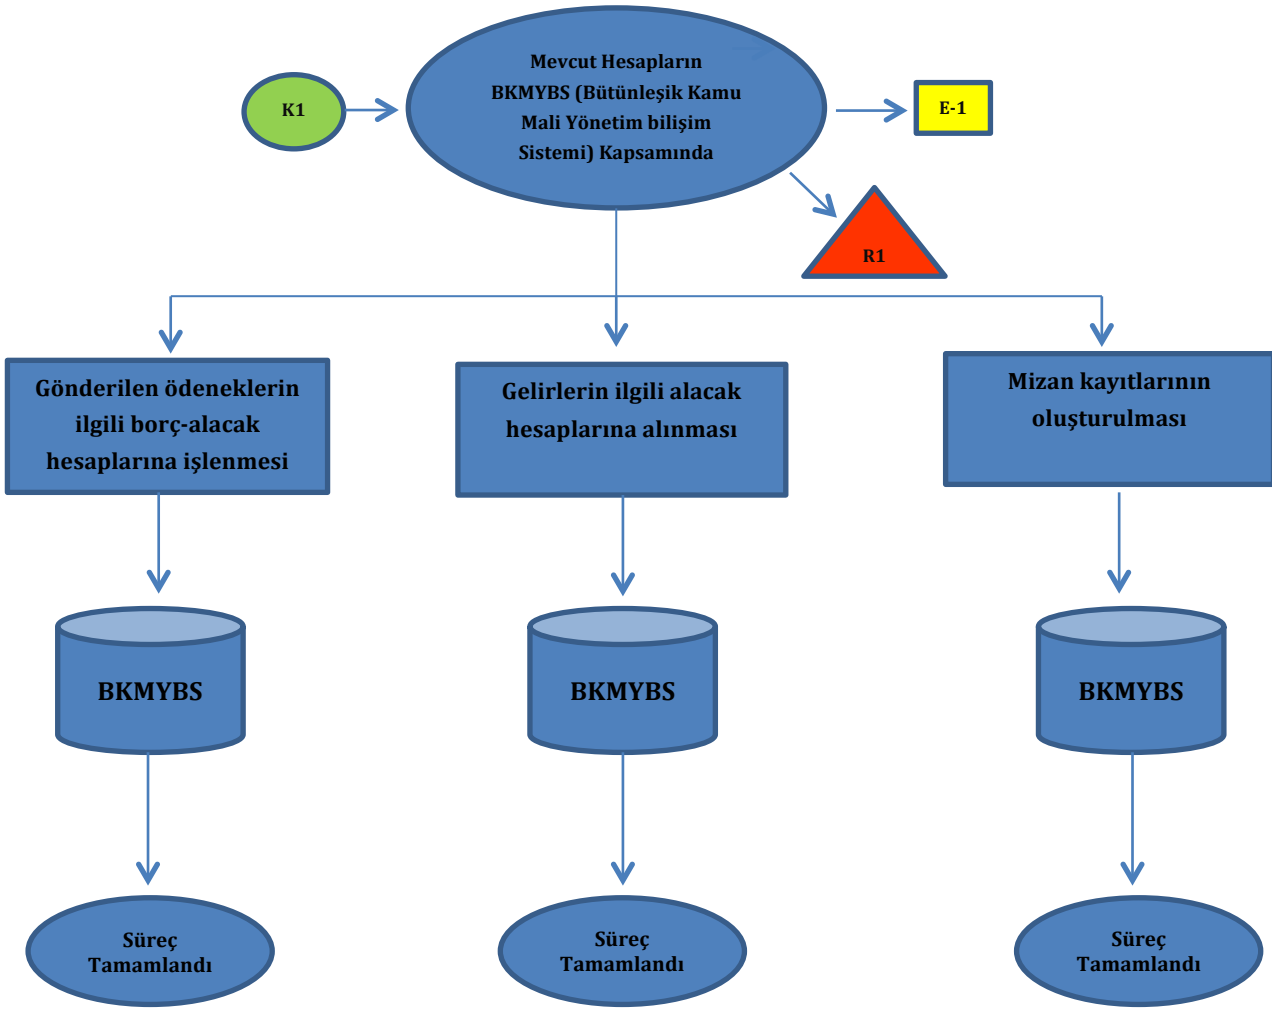 Mevcut Hesapların
BKMYBS (Bütünleşik Kamu
Mali Yönetim bilişim
Sistemi) Kapsamında
K1
E-1
R1
Gönderilen ödeneklerin
ilgili borç-alacak
hesaplarına işlenmesi
Gelirlerin ilgili alacak
hesaplarına alınması
Mizan kayıtlarının
oluşturulması
BKMYBS
BKMYBS
BKMYBS
Süreç
Tamamlandı
Süreç
Tamamlandı
Süreç
Tamamlandı